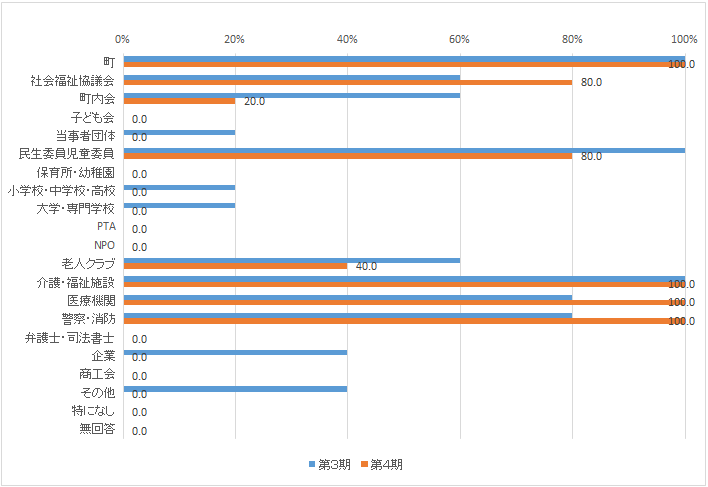 0% 20% 40% 60% 80% 100%
町 100.0
社会福祉協議会 80.0
町内会 20.0
子ども会 0.0
当事者団体 0.0
民生委員児童委員 80.0
保育所・幼稚園 0.0
小学校・中学校・高校 0.0
大学・専門学校 0.0
PTA 0.0
NPO 0.0
老人クラブ 40.0
介護・福祉施設 100.0
医療機関 100.0
警察・消防 100.0
弁護士・司法書士 0.0
企業 0.0
商工会 0.0
その他 0.0
特になし 0.0
無回答 0.0
第3期 第4期